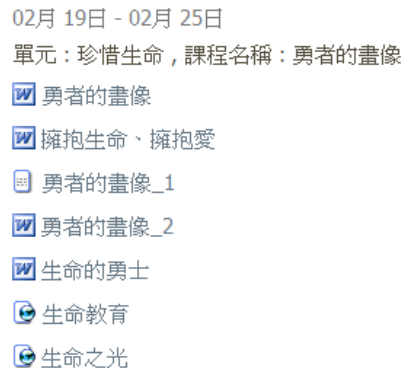 02月 19日 - 02月 25日
單元：珍惜生命，課程名稱：勇者的畫像
勇者的畫像
擁抱生命、擁抱愛
勇者的畫像_1
勇者的畫像_2
生命的勇士
生命教育
生命之光